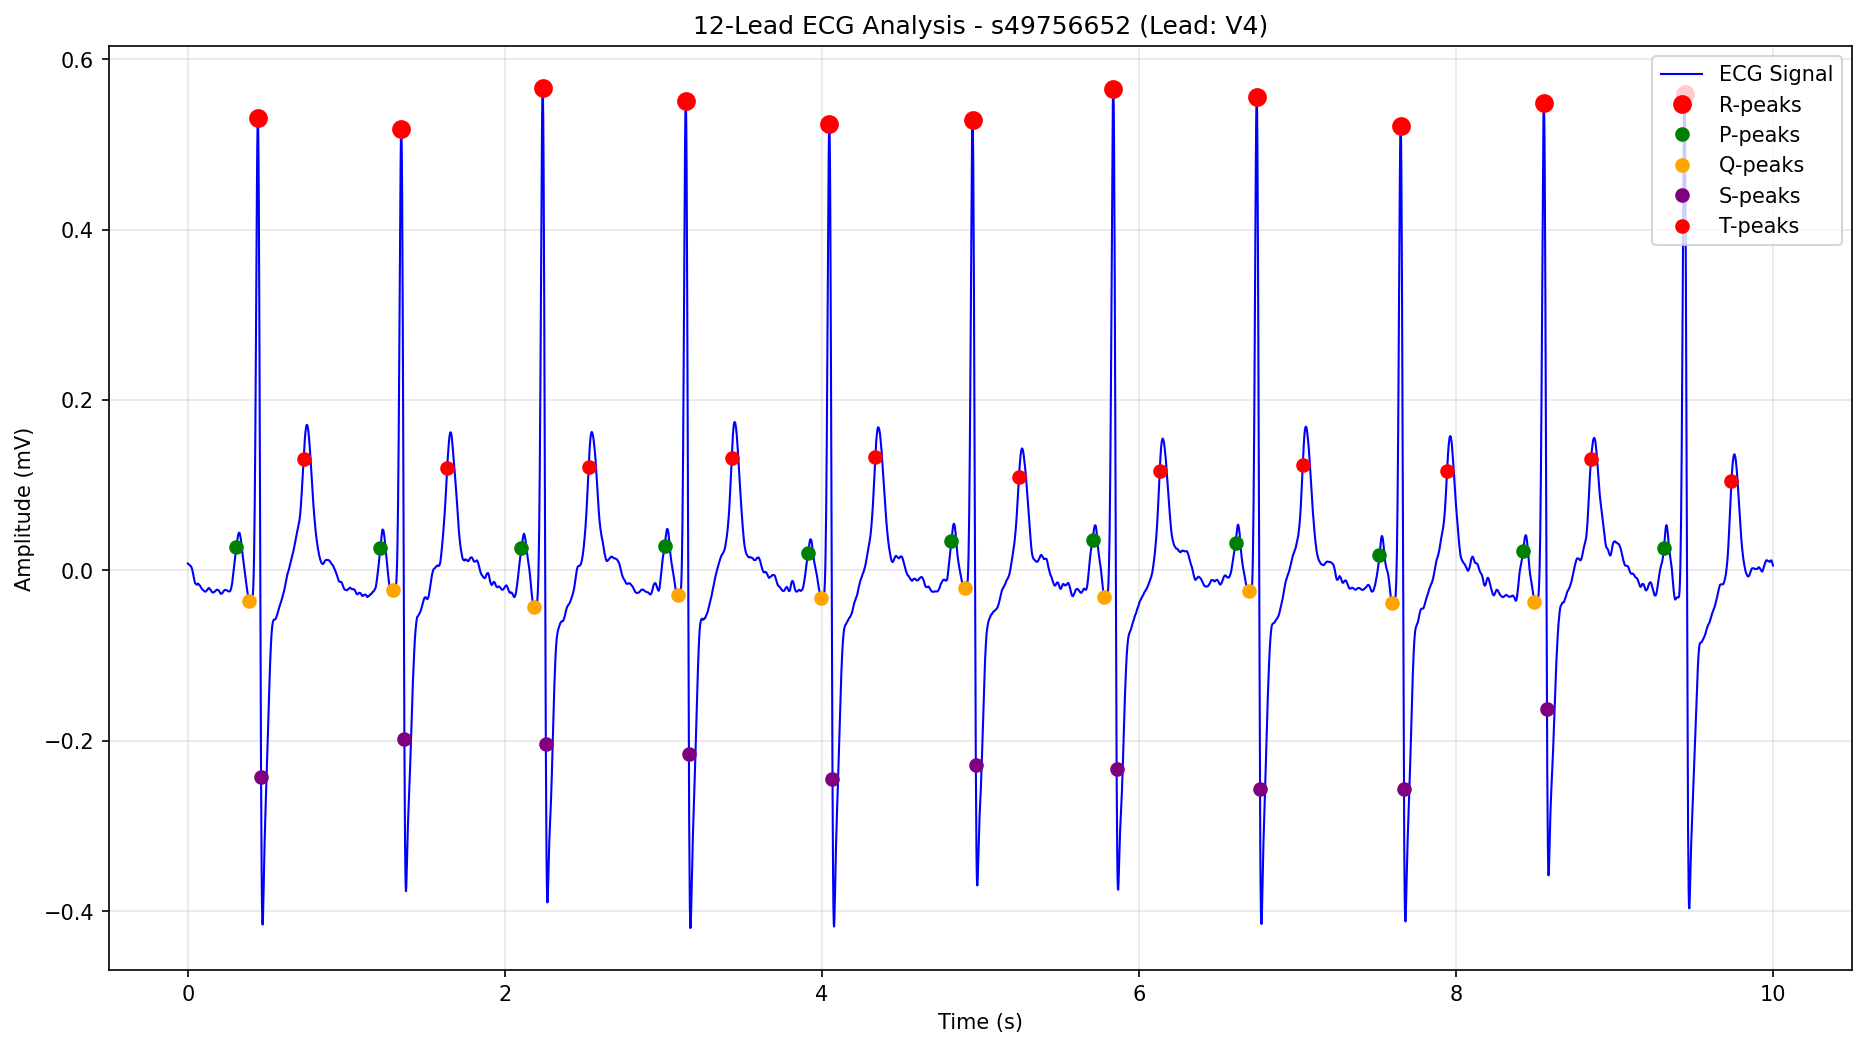 12-Lead ECG Analysis - s49756652 (Lead: V4)
ECG Signal
R-peaks
P-peaks
Q-peaks
S-peaks
T-peaks
Amplitude (mV)
0.6
0.4
0.2
0.0
−0.2
−0.4
0
2
4
6
8
10
Time (s)